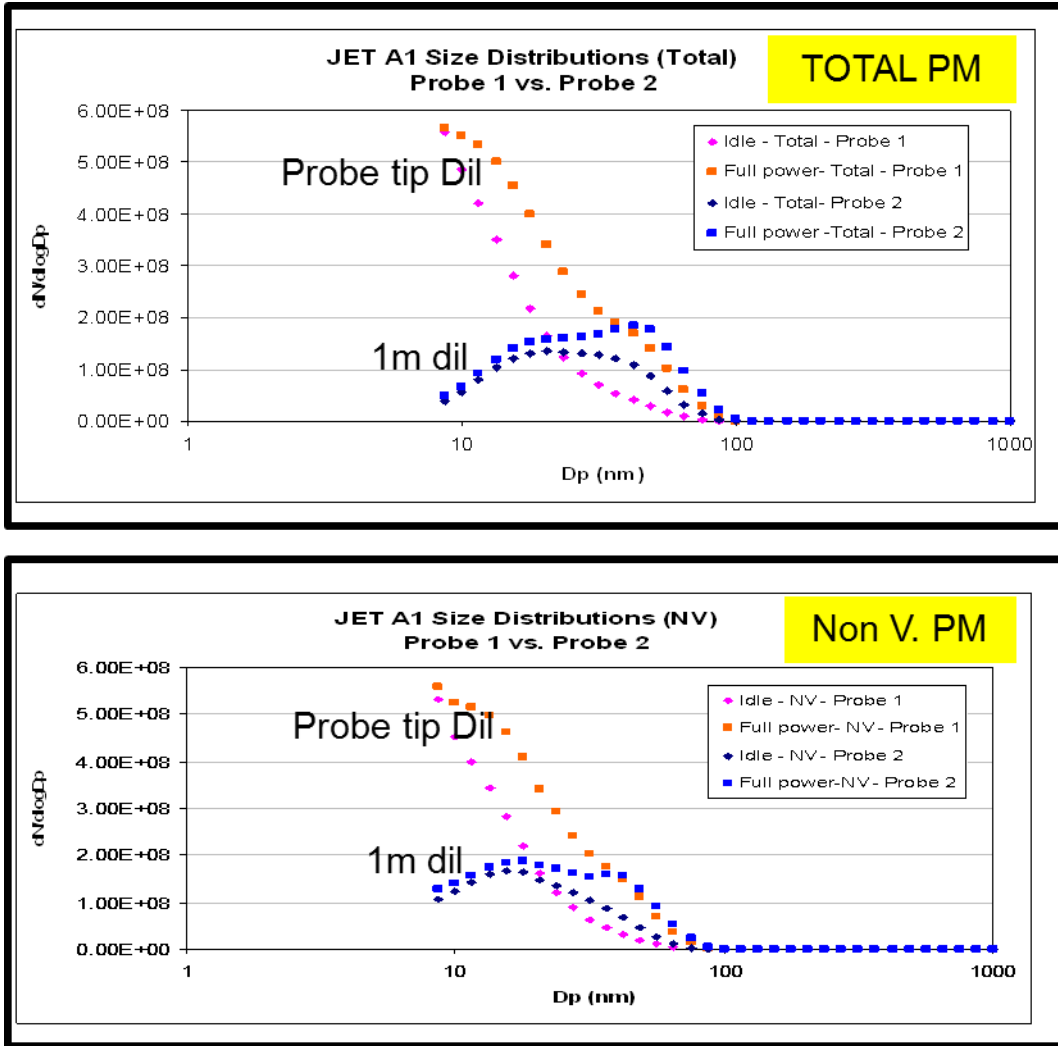 JET A1 Size Distributions (Total)
Probe 1 vs. Probe 2
TOTAL PM
6.00E+08
5.00E+08
4.00E+08
3.00E+08
2.00E+08
1.00E+08
0.00E+00
dN/dlogDp
Probe tip Dil
1m dil
Idle - Total - Probe 1
Full power- Total - Probe 1
Idle - Total- Probe 2
Full power -Total - Probe 2
1
10
100
1000
Dp (nm)
JET A1 Size Distributions (NV)
Probe 1 vs. Probe 2
Non V. PM
6.00E+08
5.00E+08
4.00E+08
3.00E+08
2.00E+08
1.00E+08
0.00E+00
dN/dlogDp
Probe tip Dil
1m dil
Idle - NV - Probe 1
Full power- NV - Probe 1
Idle - NV - Probe 2
Full power-NV - Probe 2
1
10
100
1000
Dp (nm)